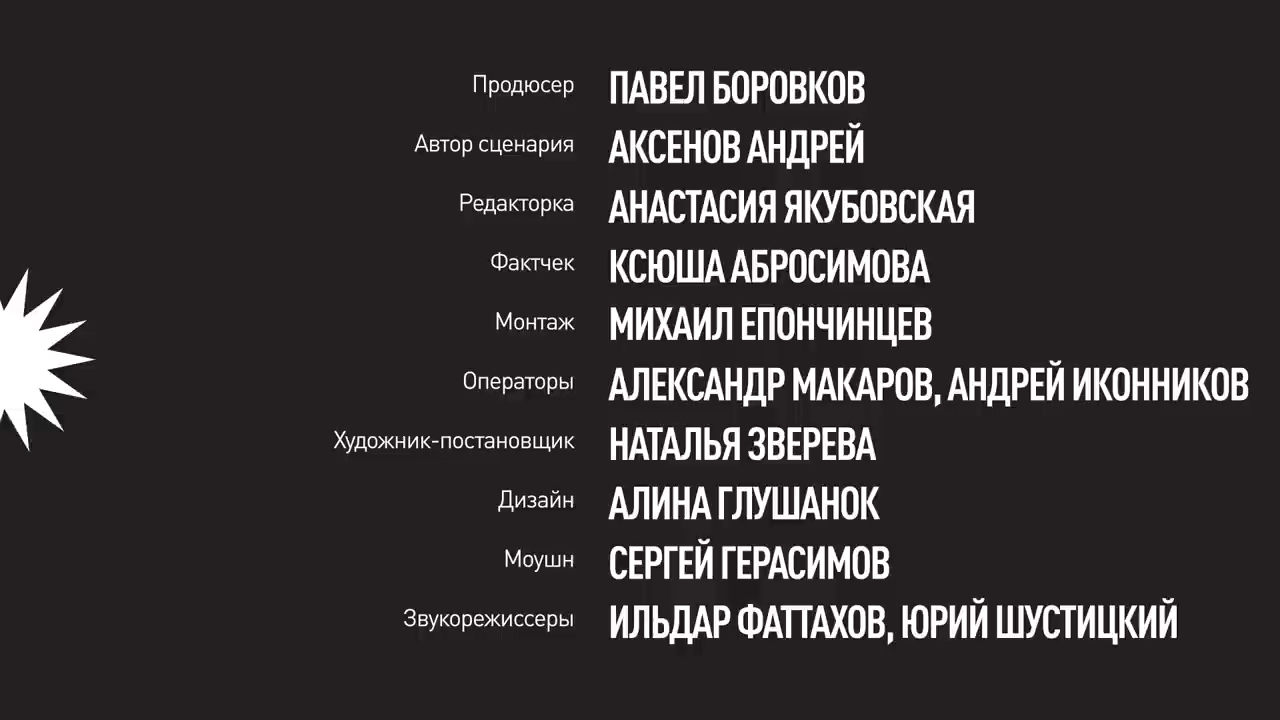 Продюсер ПАВЕЛ БОРОВКОВ
Автор сценария АКСЕНОВ АНДРЕЙ
Редакторка АНАСТАСИЯ ЯКУБОВСКАЯ
Фактчек КСЮША АБРОСИМОВА
Монтаж МИХАИЛ ЕПОНЧИНЦЕВ
Операторы АЛЕКСАНДР МАКАРОВ, АНДРЕЙ ИКОННИКОВ
Художник-постановщик НАТАЛЬЯ ЗВЕРЕВА
Дизайн АЛИНА ГЛУШАНОК
Моушн СЕРГЕЙ ГЕРАСИМОВ
Звукорежиссеры ИЛЬДАР ФАТТАХОВ, ЮРИЙ ШУСТИЦКИЙ